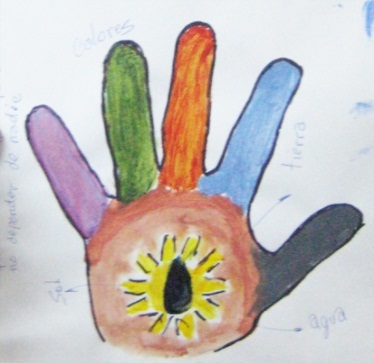 colores
no depender de nadie
tierra
Sol
agua